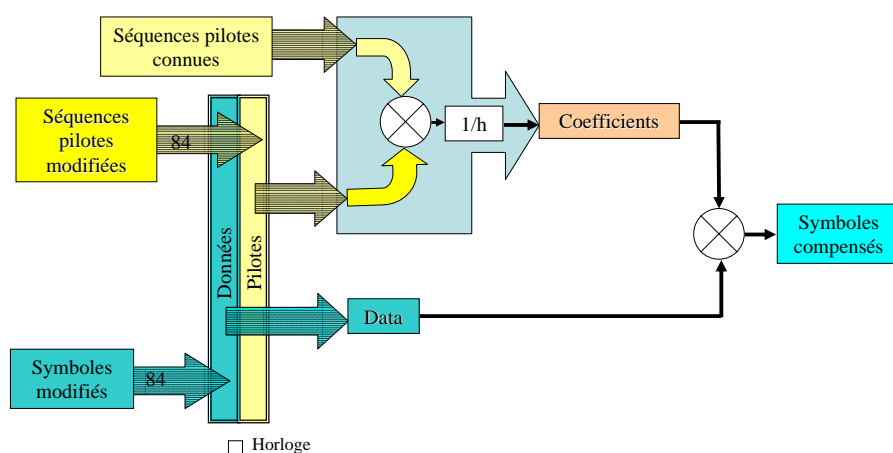 Séquences pilotes
connues
Séquences
pilotes
modifiées
84
1/h
Coefficients
Données
Pilotes
Symboles
compensés
Data
Symboles
modifiés
84
Horloge